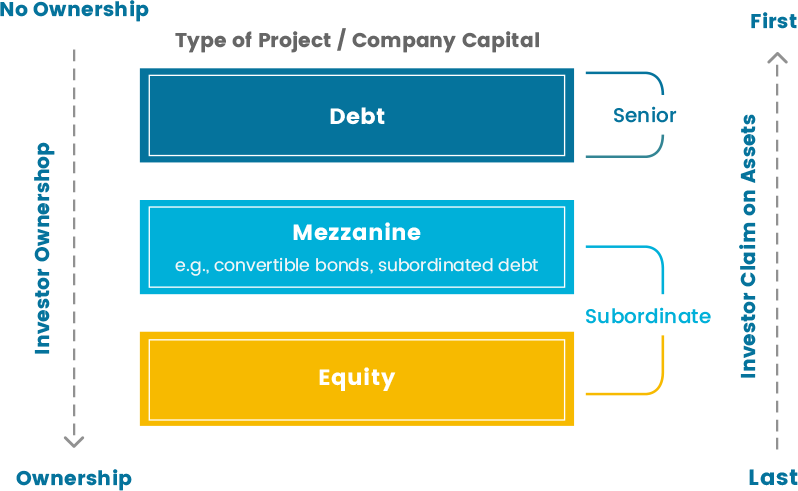 No Ownership
First
Type of Project / Company Capital
Debt
Senior
Investor Ownershop
Investor Claim on Assets
Mezzanine
e.g., convertible bonds, subordinated debt
Subordinate
Equity
Ownership
Last